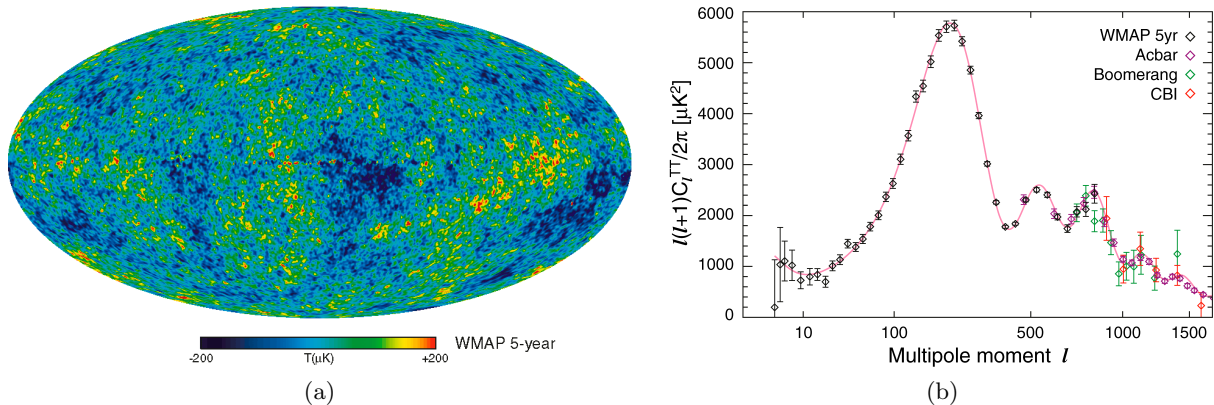 -200
T(μK)
+200
WMAP 5-year
(a)
l(l+1)C_l^TT/2π [μK²]
6000
5000
4000
3000
2000
1000
0
WMAP 5yr
Acbar
Boomerang
CBI
10
100
500
1000
1500
Multipole moment l
(b)